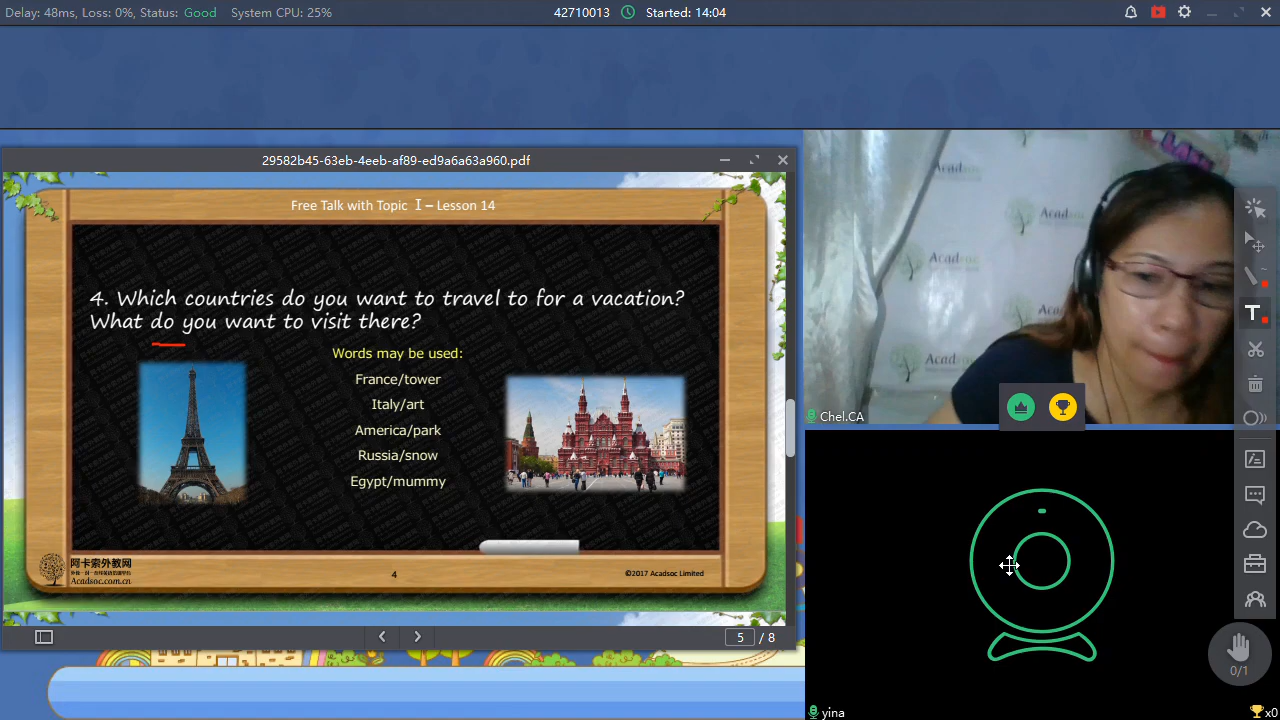 Delay: 48ms, Loss: 0%, Status: Good System CPU: 25%
42710013 Started: 14:04
29582b45-63eb-4eeb-af89-ed9a6a63a960.pdf
Free Talk with Topic I – Lesson 14
4. Which countries do you want to travel to for a vacation?
What do you want to visit there?
Words may be used:
France/tower
Italy/art
America/park
Russia/snow
Egypt/mummy
阿卡索外教网
Acadsoc.com.cn
4
©2017 Acadsoc Limited
5 / 8
Acadsoc
Chel.CA
T
0/1
yina
x0